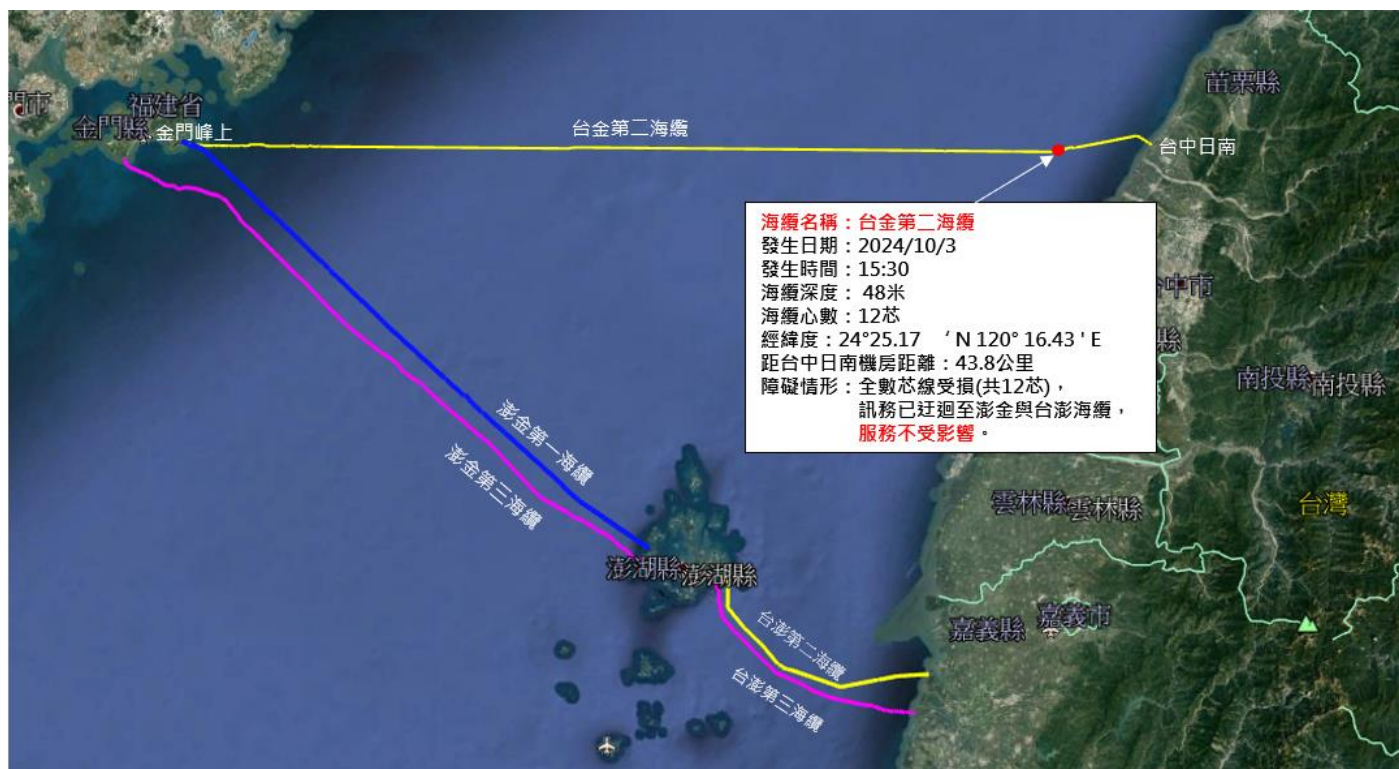 苗栗縣
門市
福建省
金門縣
金門峰上
台金第二海纜
台中日南
海纜名稱：台金第二海纜
發生日期：2024/10/3
發生時間：15:30
海纜深度： 48米
海纜心數：12芯
經緯度：24°25.17 ′ N 120° 16.43 ' E
距台中日南機房距離：43.8公里
障礙情形：全數芯線受損(共12芯)，
訊務已迂迴至澎金與台澎海纜，
服務不受影響。
中市
縣
南投縣
南投縣
澎金第一海纜
澎金第三海纜
雲林縣
雲林縣
台灣
澎湖縣
澎湖縣
嘉義縣
嘉義市
台澎第二海纜
台澎第三海纜